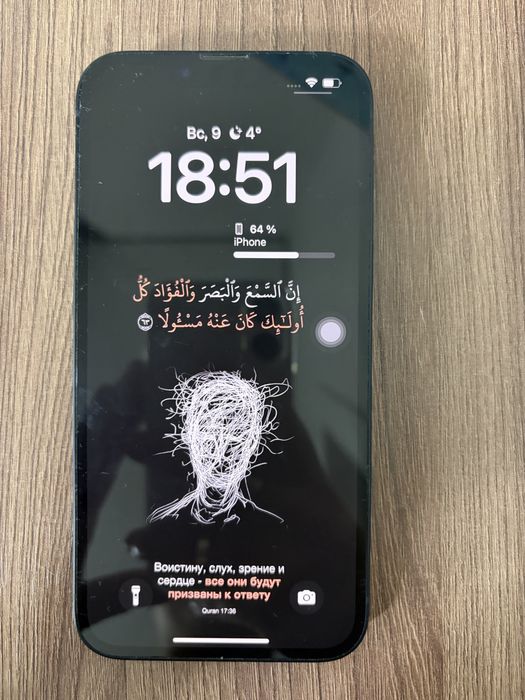 Вс, 9 4°
18:51
64 %
iPhone
إِنَّ ٱلسَّمْعَ وَٱلْبَصَرَ وَٱلْفُؤَادَ كُلُّ
أُو۟لَـٰٓئِكَ كَانَ عَنْهُ مَسْـُٔولًا
Воистину, слух, зрение и
сердце - все они будут
призваны к ответу
Quran 17:36